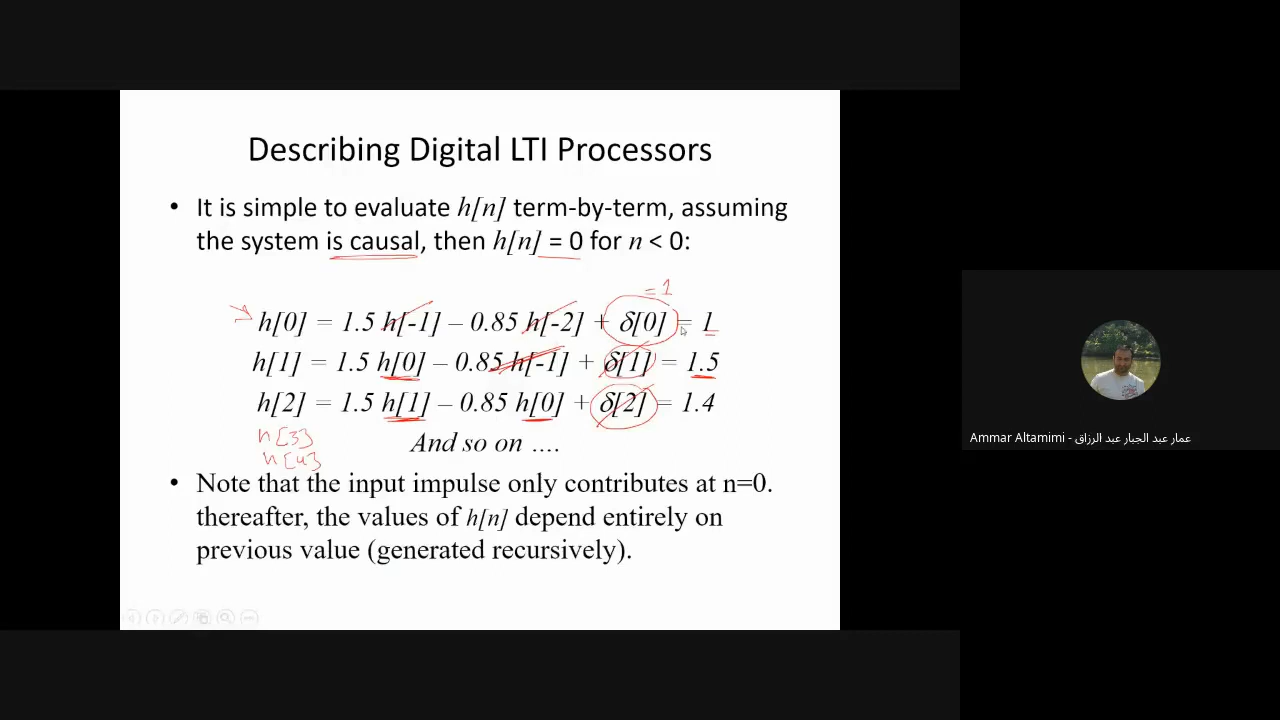 Describing Digital LTI Processors
• It is simple to evaluate h[n] term-by-term, assuming
the system is causal, then h[n] = 0 for n < 0:
= 1
h[0] = 1.5 h[-1] – 0.85 h[-2] + δ[0] = 1
h[1] = 1.5 h[0] – 0.85 h[-1] + δ[1] = 1.5
h[2] = 1.5 h[1] – 0.85 h[0] + δ[2] = 1.4
h[3]
And so on ….
h[4]
• Note that the input impulse only contributes at n=0.
thereafter, the values of h[n] depend entirely on
previous value (generated recursively).
Ammar Altamimi - عمار عبد الجبار عبد الرزاق